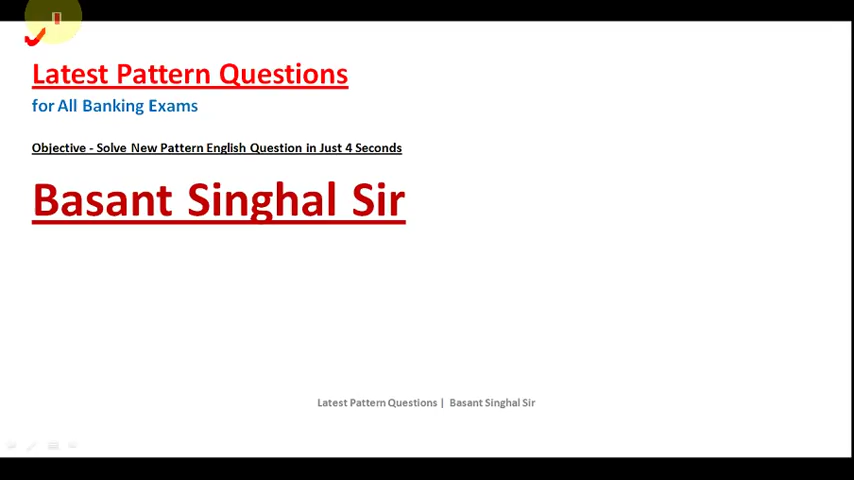 Latest Pattern Questions
for All Banking Exams
Objective - Solve New Pattern English Question in Just 4 Seconds
Basant Singhal Sir
Latest Pattern Questions | Basant Singhal Sir